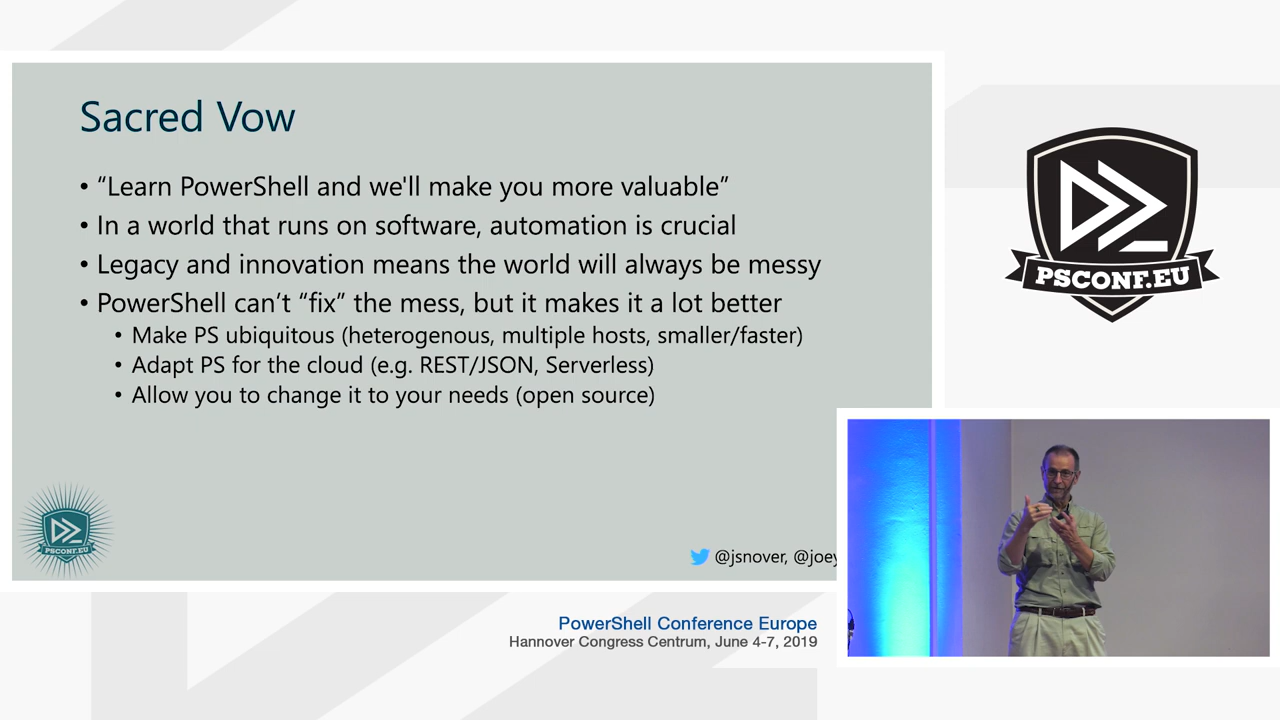 Sacred Vow
• “Learn PowerShell and we'll make you more valuable”
• In a world that runs on software, automation is crucial
• Legacy and innovation means the world will always be messy
• PowerShell can’t “fix” the mess, but it makes it a lot better
• Make PS ubiquitous (heterogenous, multiple hosts, smaller/faster)
• Adapt PS for the cloud (e.g. REST/JSON, Serverless)
• Allow you to change it to your needs (open source)
PSCONF.EU
@jsnover, @joey
PSCONF.EU
PowerShell Conference Europe
Hannover Congress Centrum, June 4-7, 2019